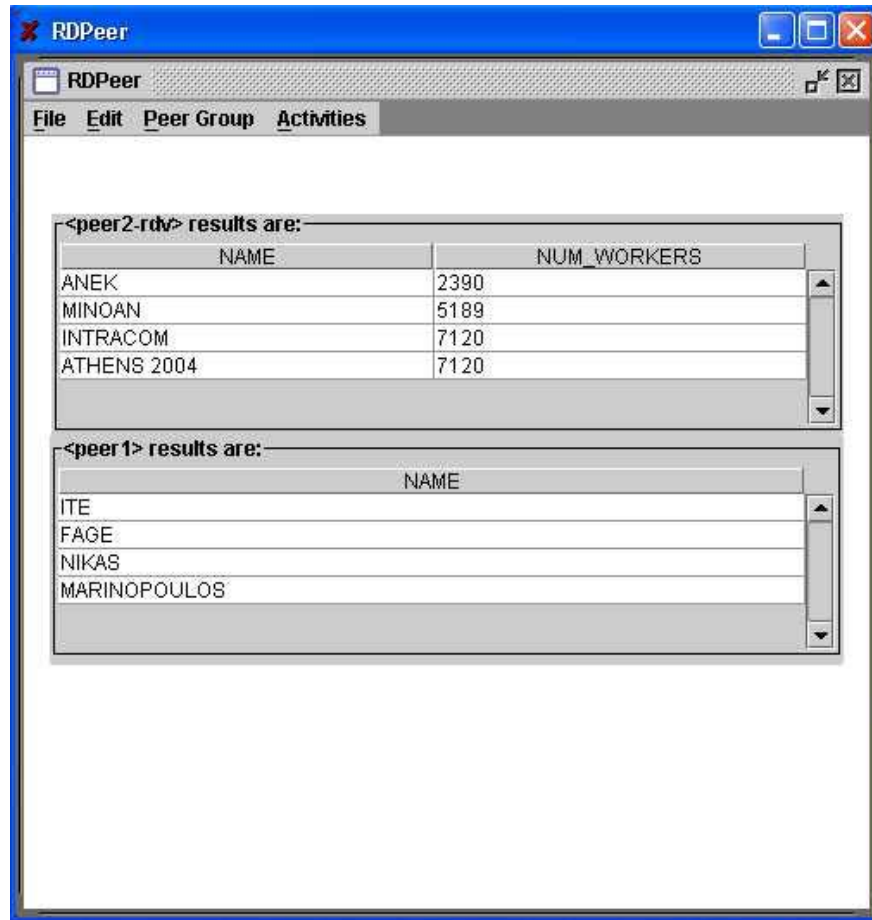 RDPeer
RDPeer
File Edit Peer Group Activities
<peer2-rdv> results are:
NAME NUM_WORKERS
ANEK 2390
MINOAN 5189
INTRACOM 7120
ATHENS 2004 7120
<peer1> results are:
NAME
ITE
FAGE
NIKAS
MARINOPOULOS